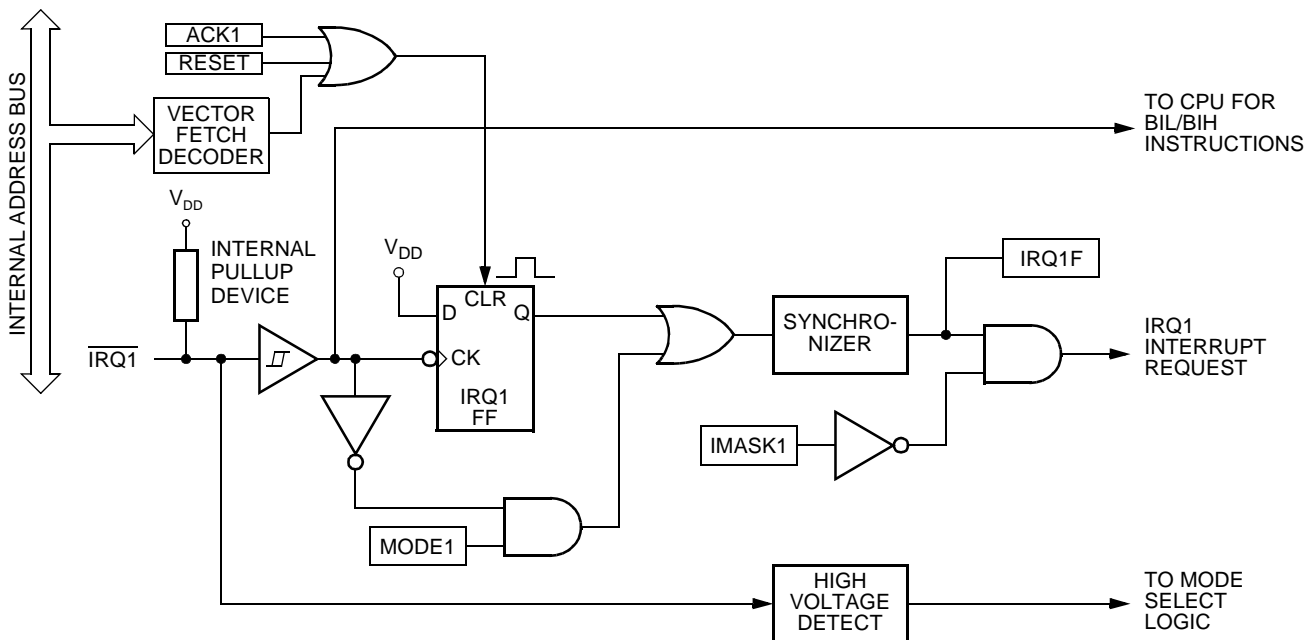 INTERNAL ADDRESS BUS
ACK1
RESET
VECTOR
FETCH
DECODER
TO CPU FOR
BIL/BIH
INSTRUCTIONS
VDD
INTERNAL
PULLUP
DEVICE
VDD
CLR
D
Q
CK
IRQ1
FF
IRQ1
SYNCHRO-
NIZER
IRQ1F
IRQ1
INTERRUPT
REQUEST
IMASK1
MODE1
HIGH
VOLTAGE
DETECT
TO MODE
SELECT
LOGIC